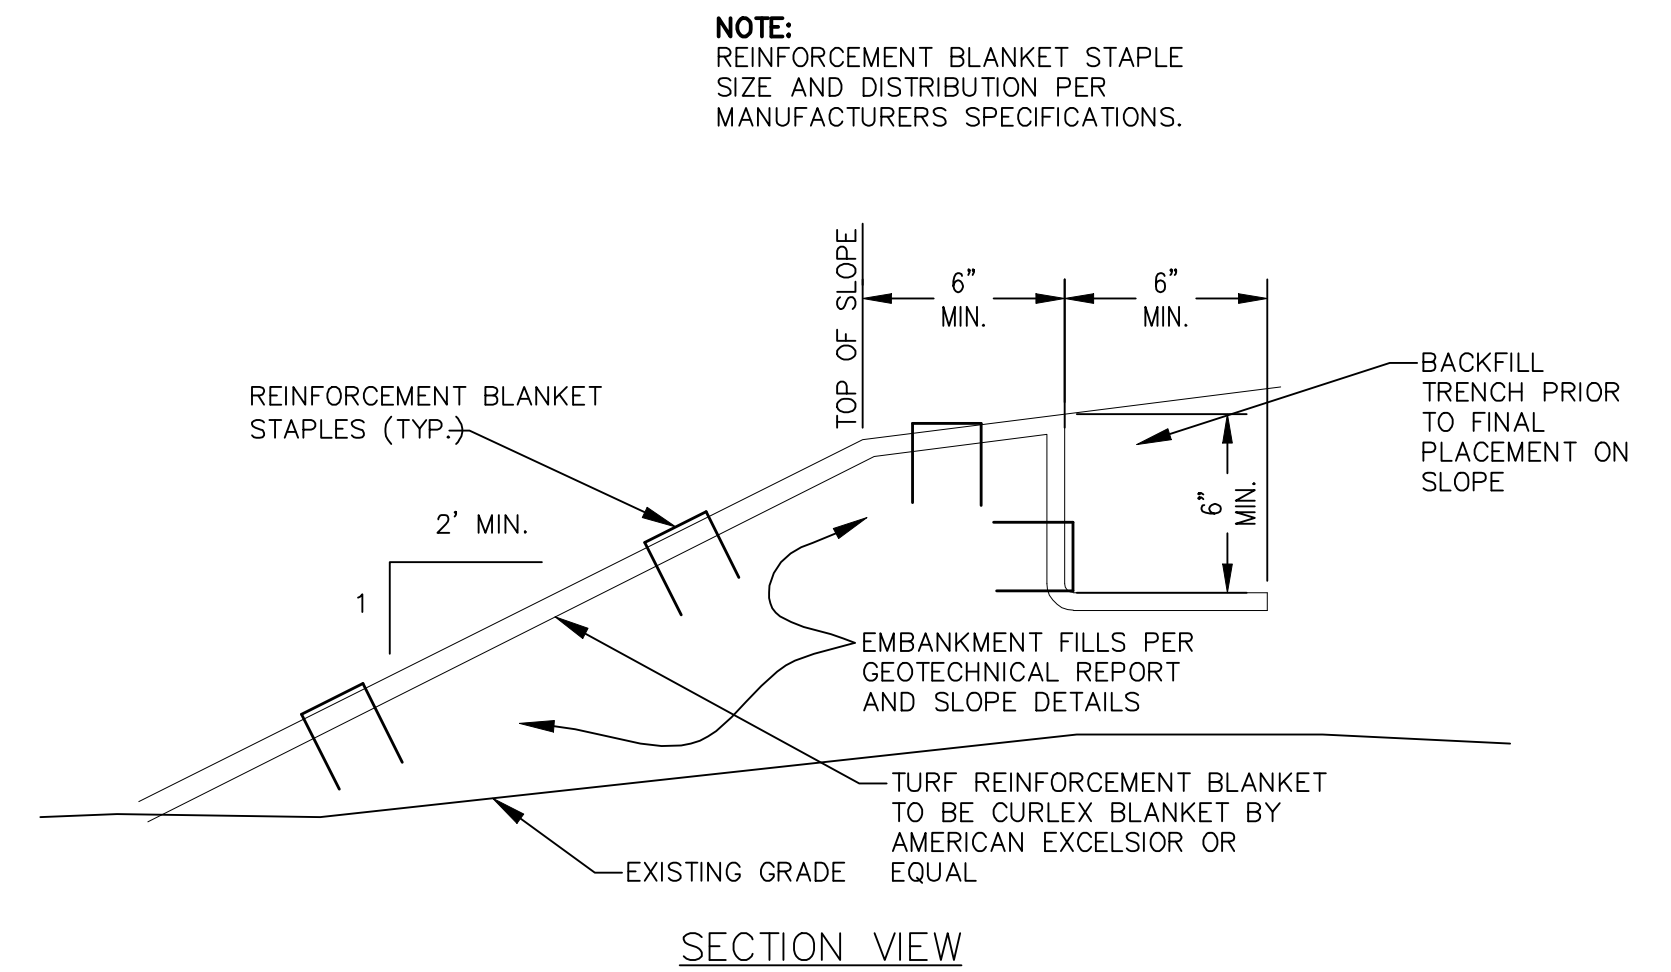 NOTE:
REINFORCEMENT BLANKET STAPLE
SIZE AND DISTRIBUTION PER
MANUFACTURERS SPECIFICATIONS.
TOP OF SLOPE
6"
MIN.
6"
MIN.
BACKFILL
TRENCH PRIOR
TO FINAL
PLACEMENT ON
SLOPE
REINFORCEMENT BLANKET
STAPLES (TYP.)
6"
MIN.
2' MIN.
1
EMBANKMENT FILLS PER
GEOTECHNICAL REPORT
AND SLOPE DETAILS
TURF REINFORCEMENT BLANKET
TO BE CURLEX BLANKET BY
AMERICAN EXCELSIOR OR
EQUAL
EXISTING GRADE
SECTION VIEW